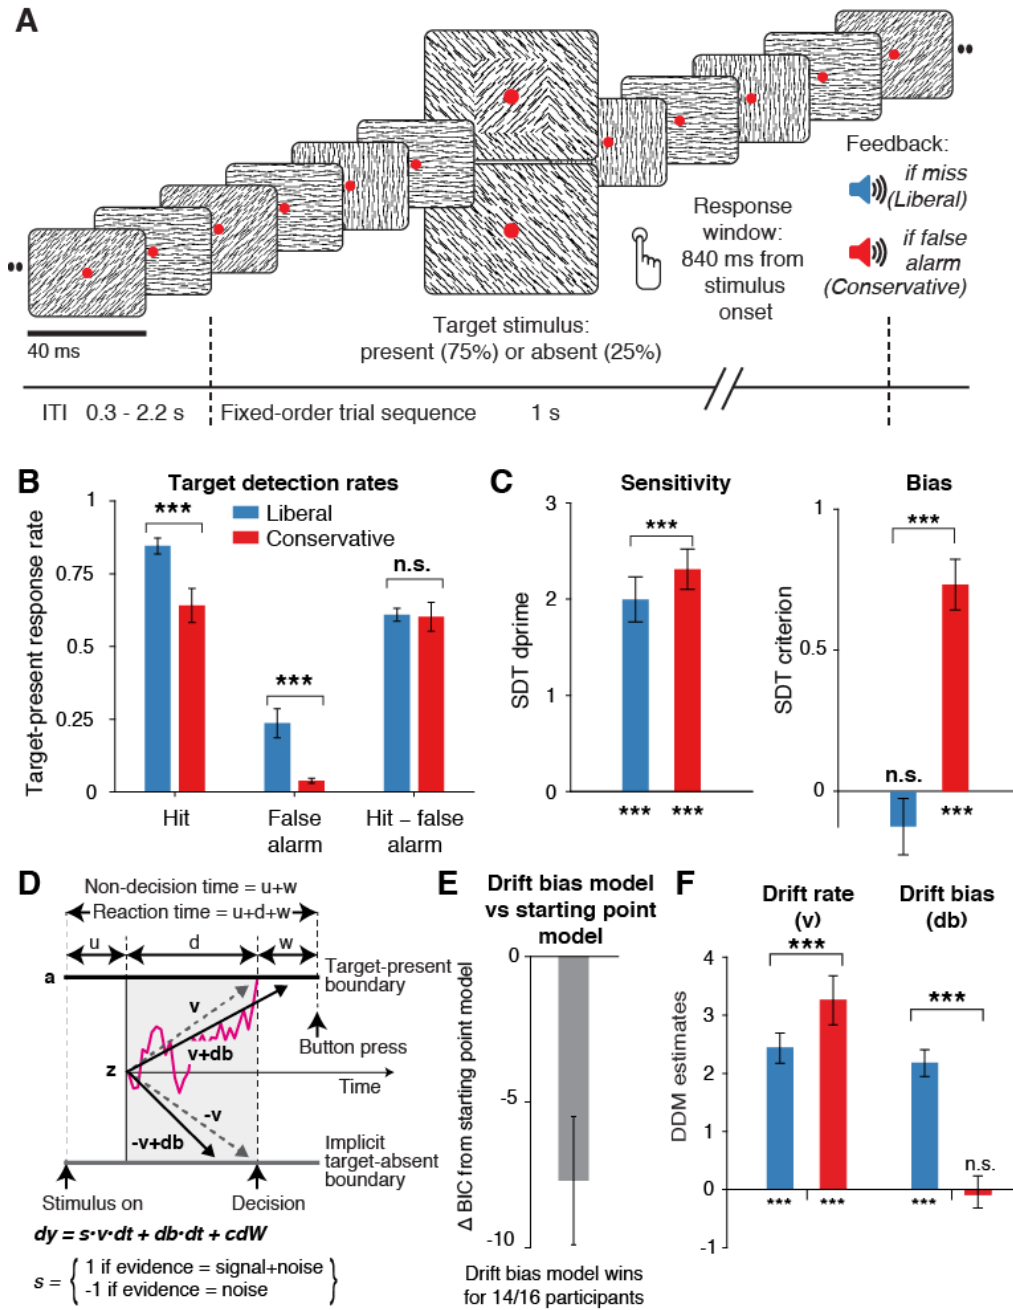 A
Feedback:
if miss
(Liberal)
if false
alarm
(Conservative)
Response
window:
840 ms from
stimulus
onset
40 ms
Target stimulus:
present (75%) or absent (25%)
ITI 0.3 - 2.2 s
Fixed-order trial sequence
1 s
B
Target detection rates
Target-present response rate
1
0.75
0.5
0.25
0
***
Liberal
Conservative
***
n.s.
Hit
False
alarm
Hit – false
alarm
C
Sensitivity
SDT dprime
3
2
1
0
***
*** ***
Bias
SDT criterion
1
0.5
0
***
n.s.
***
D
Non-decision time = u+w
Reaction time = u+d+w
u
d
w
a
Target-present
boundary
v
v+db
Button press
z
Time
-v
-v+db
Implicit
target-absent
boundary
Stimulus on
Decision
dy = s·v·dt + db·dt + cdW
s = { 1 if evidence = signal+noise
-1 if evidence = noise }
E
Drift bias model
vs starting point
model
Δ BIC from starting point model
0
-5
-10
Drift bias model wins
for 14/16 participants
F
Drift rate
(v)
Drift bias
(db)
DDM estimates
4
3
2
1
0
-1
***
***
n.s.
*** *** ***